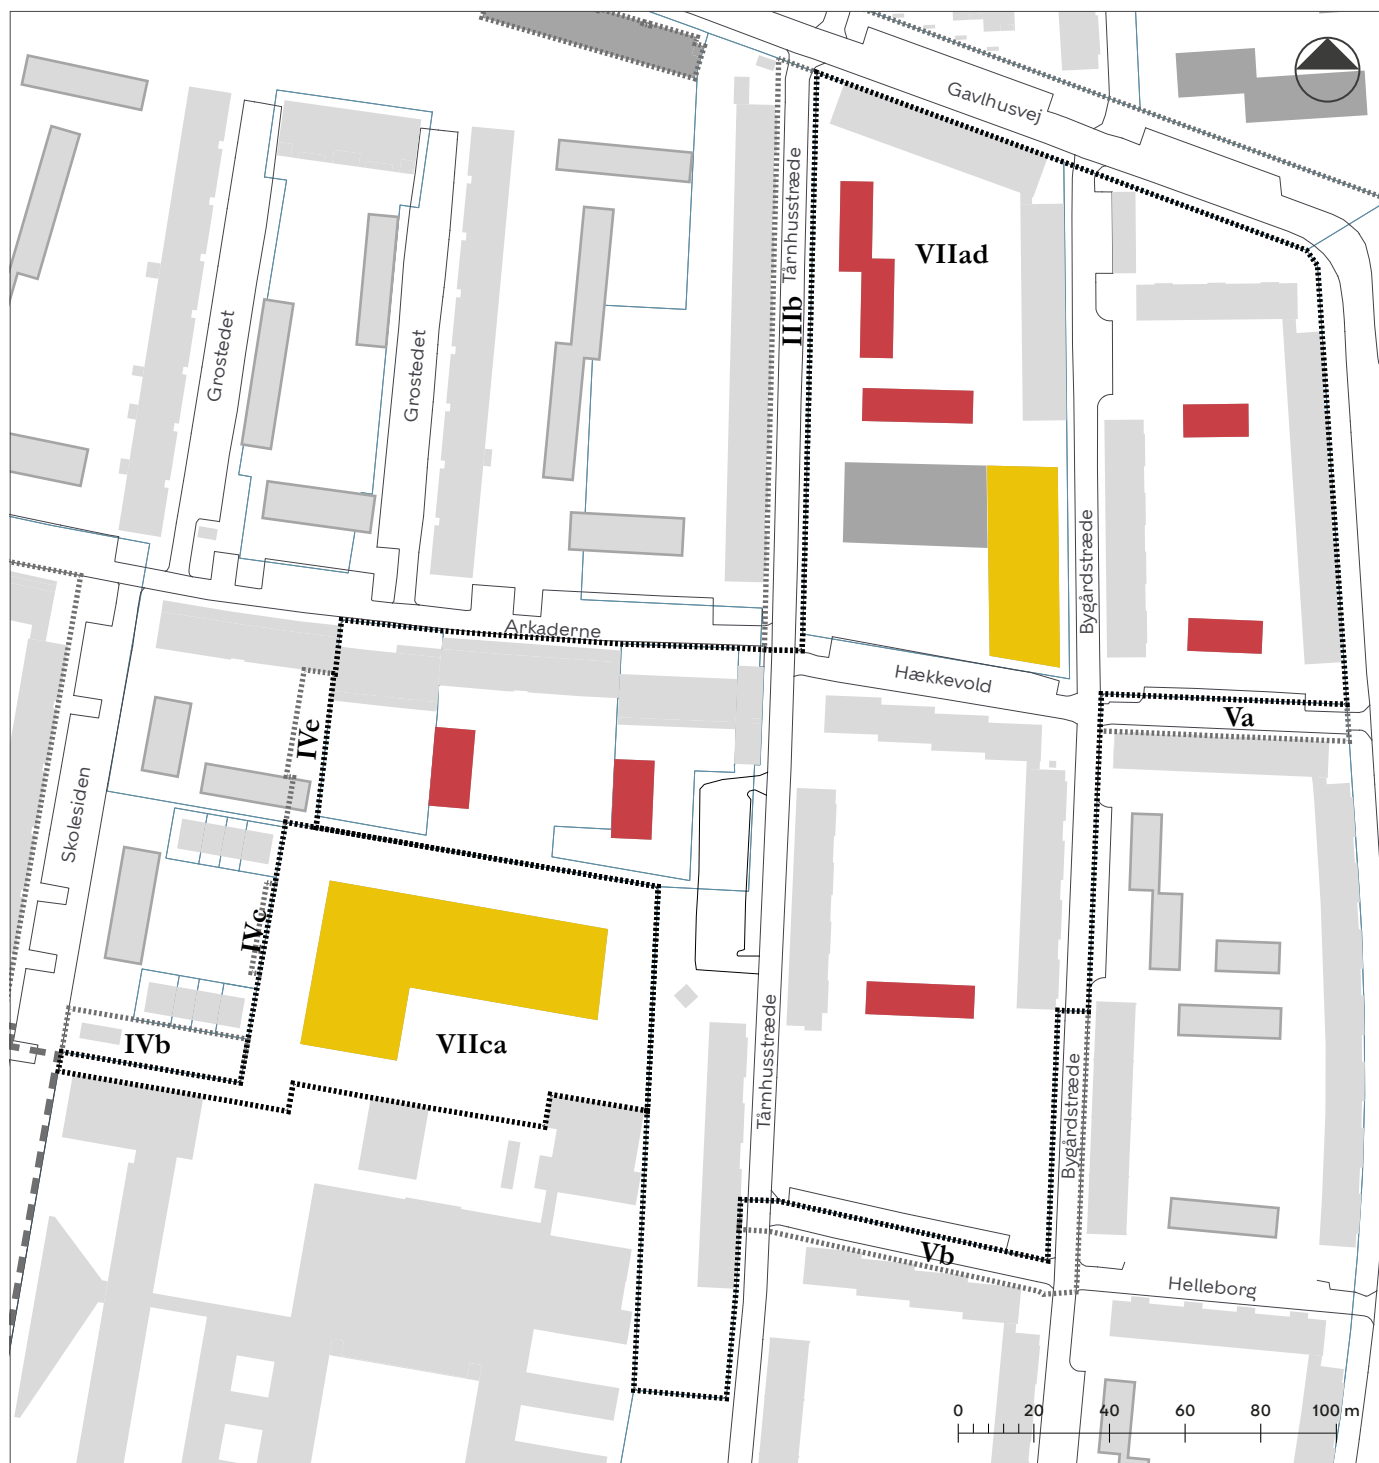 Gavlhusvej
Tårnhusstræde
VIIad
IIIb
Grostedet
Grostedet
Bygårdstræde
Arkaderne
Hækkevold
Va
IVe
Skolesiden
IVc
VIIca
IVb
Tårnhusstræde
Bygårdstræde
Vb
Helleborg
0 20 40 60 80 100 m